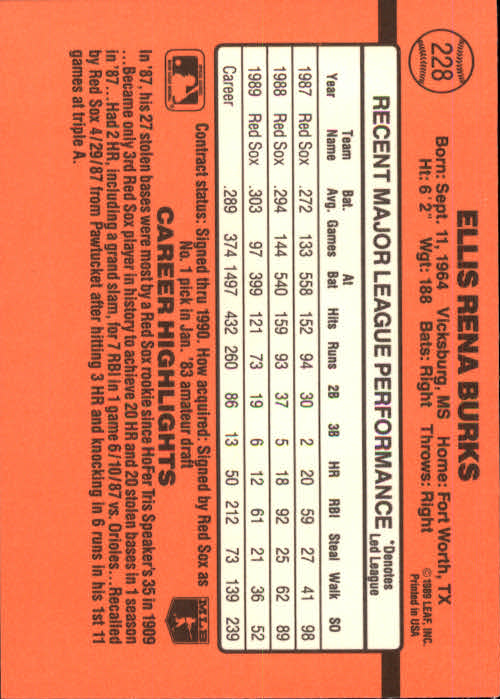 228
ELLIS RENA BURKS
Born: Sept. 11, 1964 Vicksburg, MS Home: Fort Worth, TX
Ht: 6' 2" Wgt: 188 Bats: Right Throws: Right
©1989 LEAF, INC.
Printed in USA
RECENT MAJOR LEAGUE PERFORMANCE
*Denotes
Led League
Year Team Name Bat. Avg. Games At Bat Hits Runs 2B 3B HR RBI Steal Walk SO
1987 Red Sox .272 133 558 152 94 30 2 20 59 27 41 98
1988 Red Sox .294 144 540 159 93 37 5 18 92 25 62 89
1989 Red Sox .303 97 399 121 73 19 6 12 61 21 36 52
Career .289 374 1497 432 260 86 13 50 212 73 139 239
Contract status: Signed thru 1990. How acquired: Signed by Red Sox as
No. 1 pick in Jan. '83 amateur draft
MLB
CAREER HIGHLIGHTS
In '87, his 27 stolen bases were most by a Red Sox rookie since HoFer Tris Speaker's 35 in 1909
...Became only 3rd Red Sox player in history to achieve 20 HR and 20 stolen bases in 1 season
in '87...Had 2 HR, including a grand slam, for 7 RBI in 1 game 6/10/87 vs. Orioles...Recalled
by Red Sox 4/29/87 from Pawtucket after hitting 3 HR and knocking in 6 runs in his 1st 11
games at triple A.